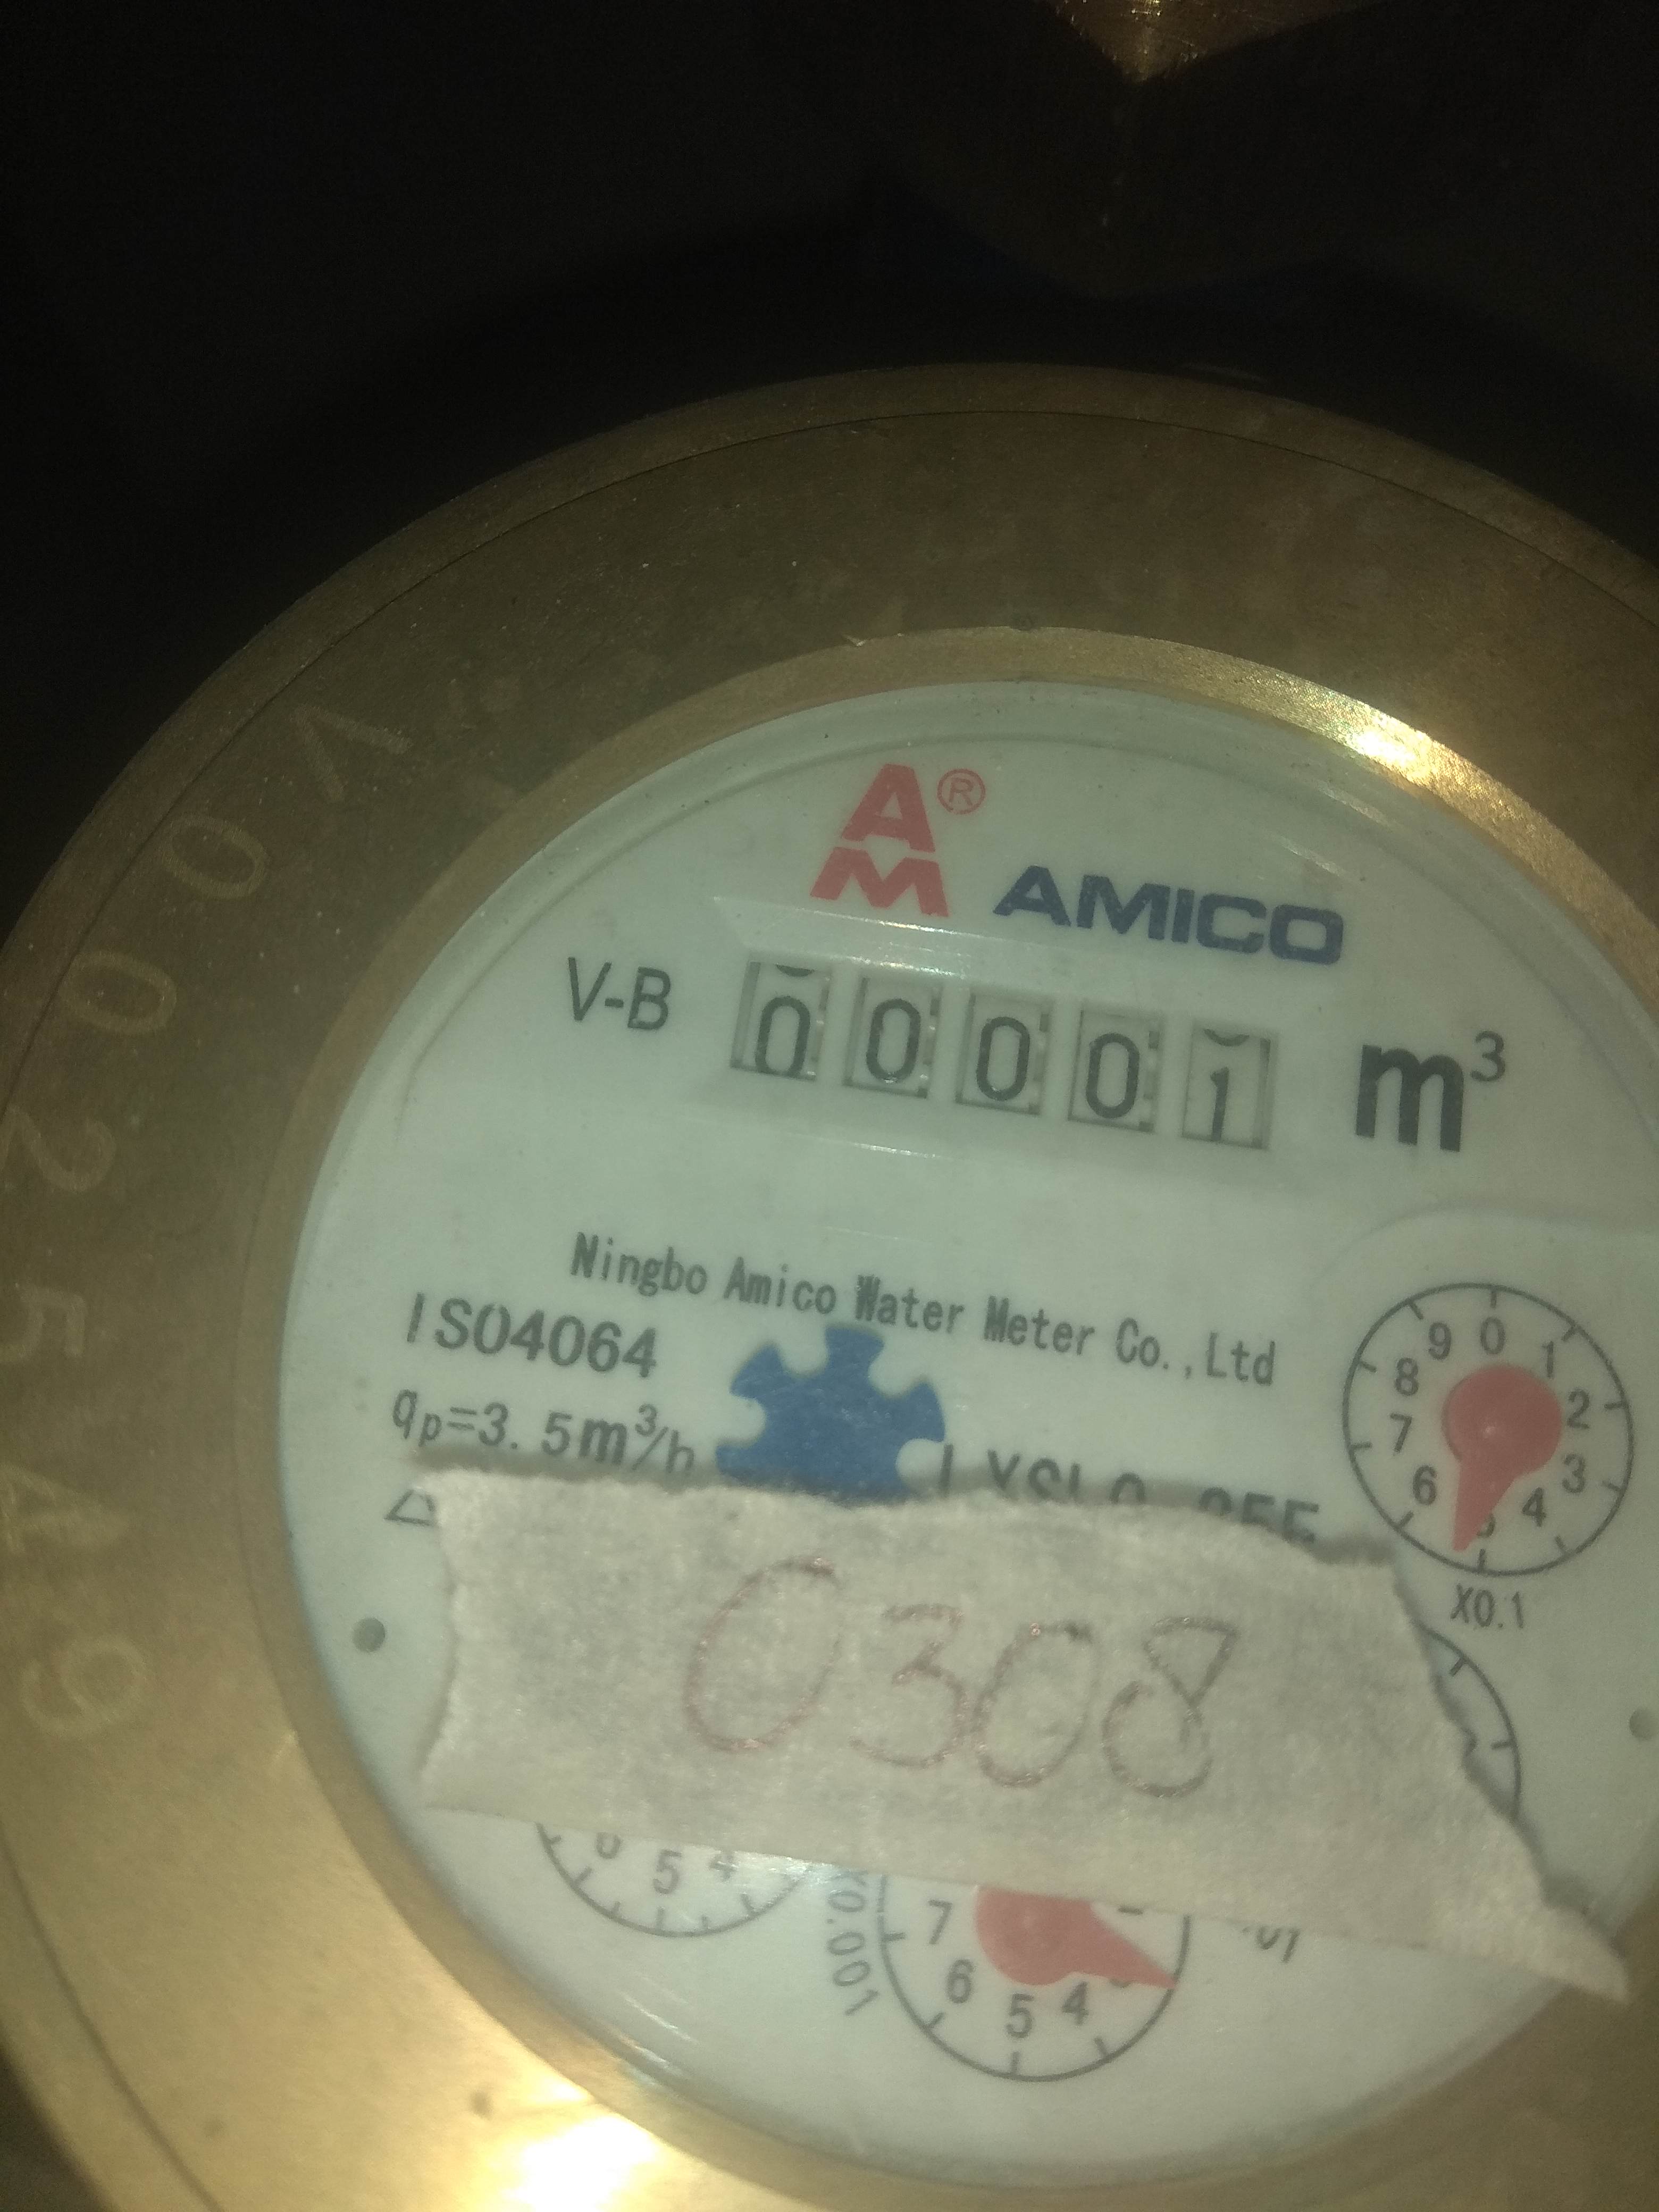 AM® AMICO
V-B 00001 m³
Ningbo Amico Water Meter Co.,Ltd
ISO4064
qp=3.5m³/h
0308
9 0 1
8 2
7 3
6 4
X0.1
5 4
X0.001
7
6 5 4
V0025449